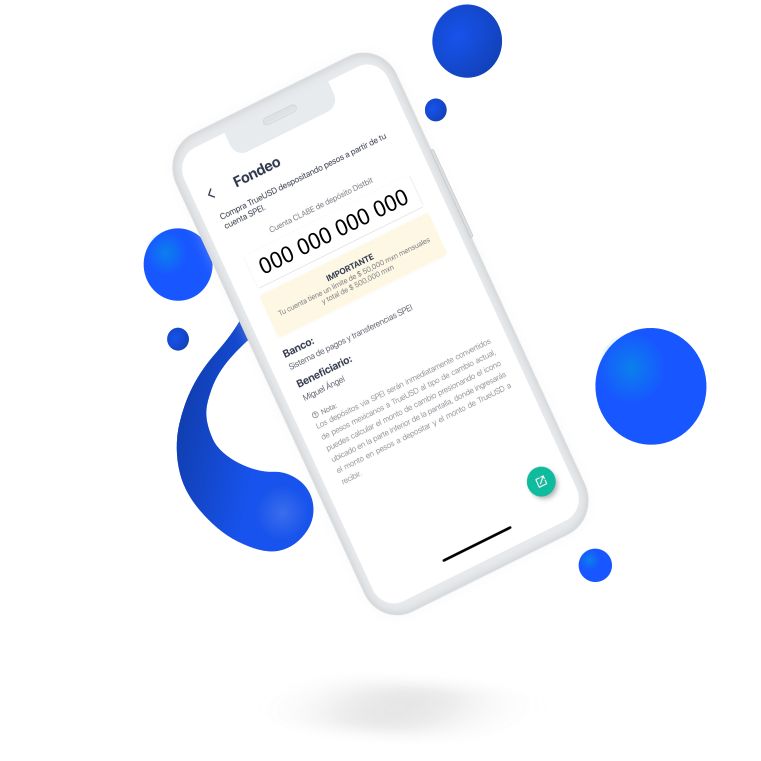 Fondeo
Compra TrueUSD despositando pesos a partir de tu
cuenta SPEI.
Cuenta CLABE de depósito Distbit
000 000 000 000
IMPORTANTE
Tu cuenta tiene un límite de $ 50,000 mxn mensuales
y total de $ 500,000 mxn
Banco:
Sistema de pagos y transferencias SPEI
Beneficiario:
Miguel Ángel
Nota:
Los depósitos vía SPEI serán inmediatamente convertidos
de pesos mexicanos a TrueUSD al tipo de cambio actual,
puedes calcular el monto de cambio presionando el icono
ubicado en la parte inferior de la pantalla, donde ingresarás
el monto en pesos a depositar y el monto de TrueUSD a
recibir.